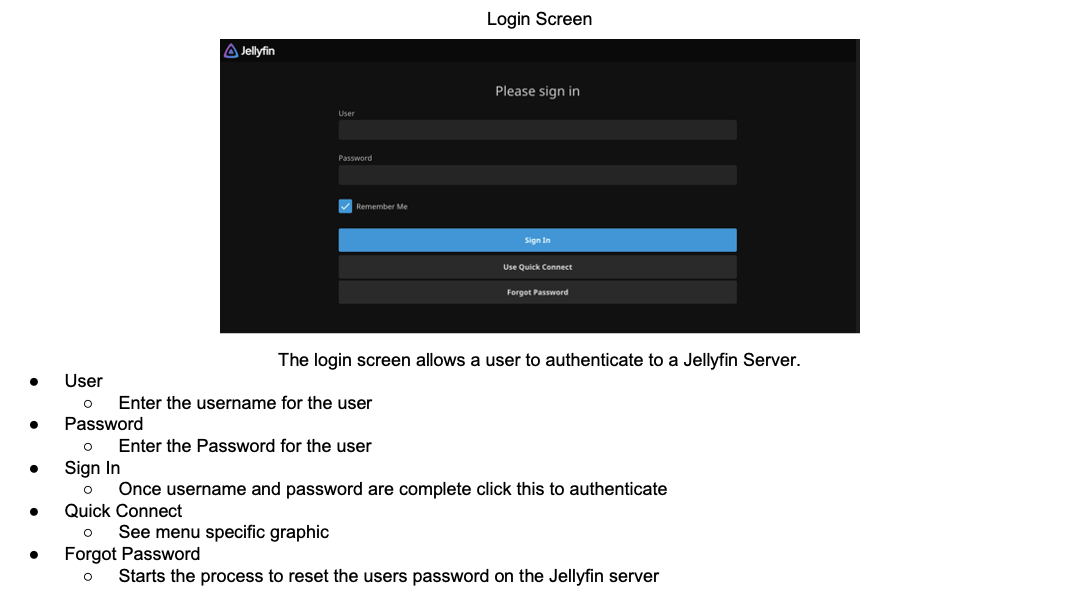 Login Screen
Jellyfin
Please sign in
User
Password
Remember Me
Sign In
Use Quick Connect
Forgot Password
The login screen allows a user to authenticate to a Jellyfin Server.
● User
○ Enter the username for the user
● Password
○ Enter the Password for the user
● Sign In
○ Once username and password are complete click this to authenticate
● Quick Connect
○ See menu specific graphic
● Forgot Password
○ Starts the process to reset the users password on the Jellyfin server